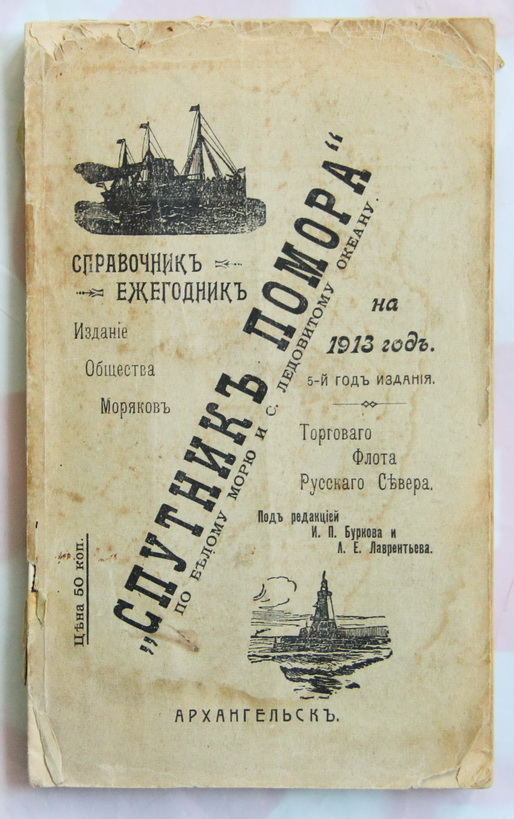 СПРАВОЧНИКЪ
ЕЖЕГОДНИКЪ
Изданіе
Общества
Моряковъ
„СПУТНИКЪ ПОМОРА“
ПО БѢЛОМУ МОРЮ И С. ЛЕДОВИТОМУ ОКЕАНУ.
на
1913 годъ.
5-Й ГОДЪ ИЗДАНІЯ.
Торговаго
Флота
Русскаго Сѣвера.
Подъ редакціей
И. П. Буркова и
А. Е. Лаврентьева.
Цѣна 50 коп.
АРХАНГЕЛЬСКЪ.